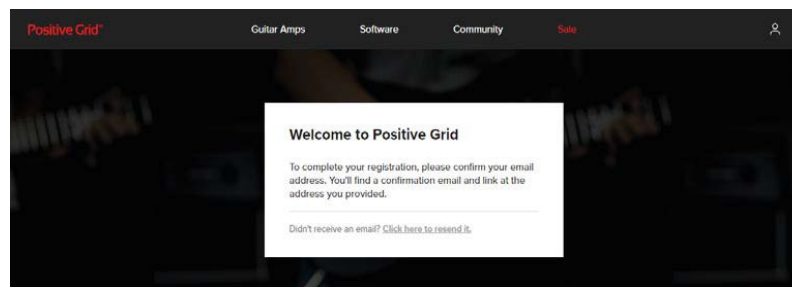 Positive Grid®
Guitar Amps
Software
Community
Sale
Welcome to Positive Grid
To complete your registration, please confirm your email
address. You'll find a confirmation email and link at the
address you provided.
Didn't receive an email? Click here to resend it.